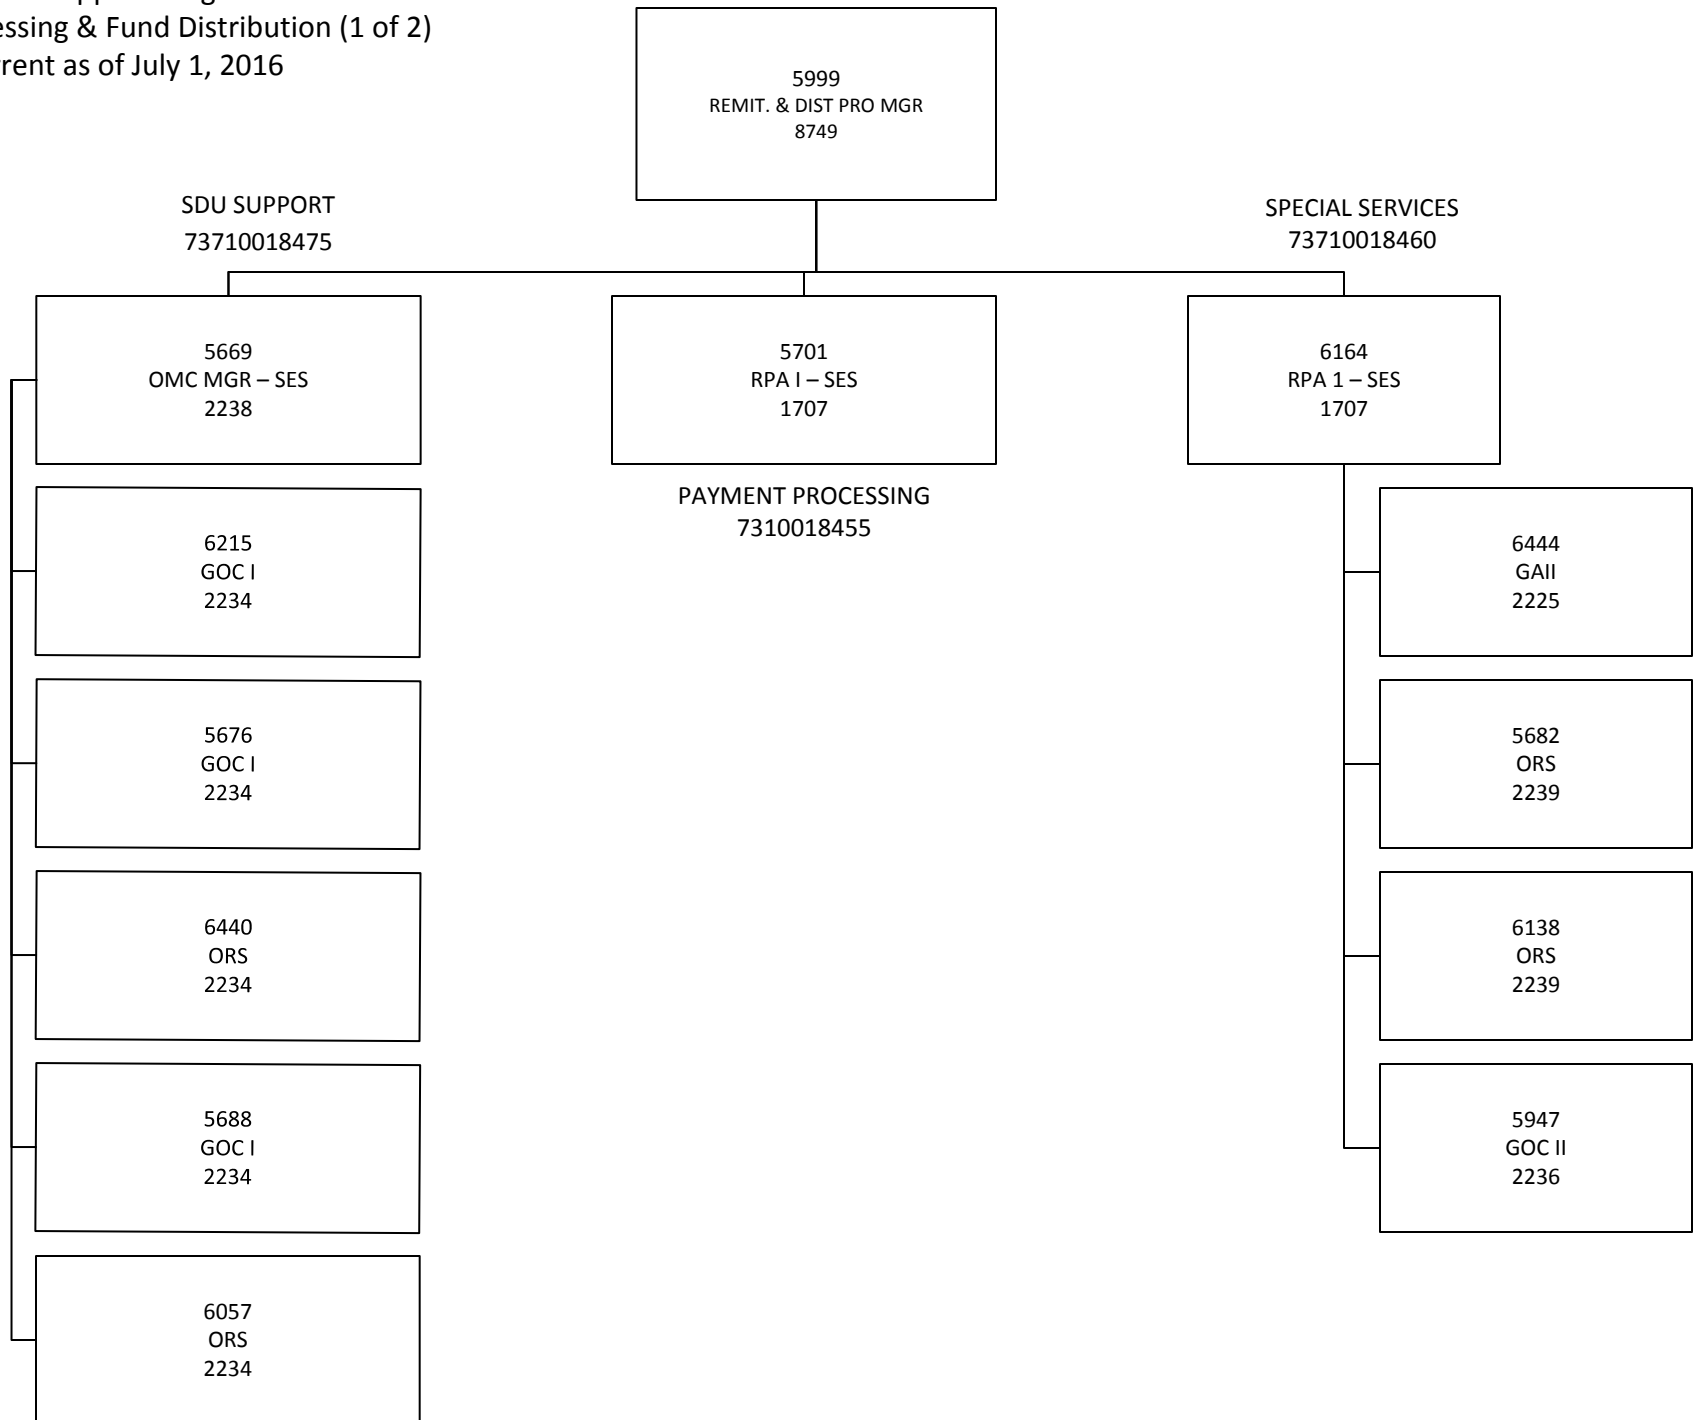 & Fund Distribution (1 of 2)
as of July 1, 2016
5999
REMIT. & DIST PRO MGR
8749
SDU SUPPORT
73710018475
SPECIAL SERVICES
73710018460
5669
OMC MGR – SES
2238
5701
RPA I – SES
1707
6164
RPA 1 – SES
1707
PAYMENT PROCESSING
7310018455
6215
GOC I
2234
6444
GAII
2225
5676
GOC I
2234
5682
ORS
2239
6440
ORS
2234
6138
ORS
2239
5688
GOC I
2234
5947
GOC II
2236
6057
ORS
2234